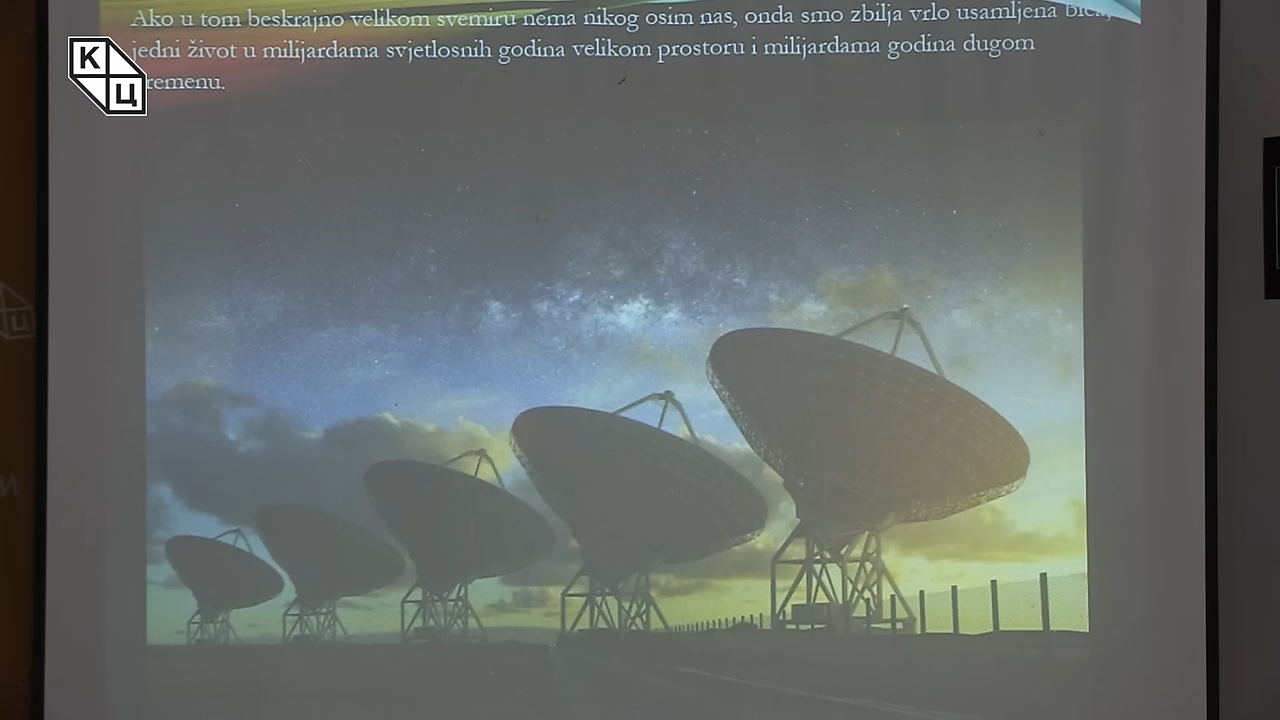 Ako u tom beskrajno velikom svemiru nema nikog osim nas, onda smo zbilja vrlo usamljena bića,
jedni život u milijardama svjetlosnih godina velikom prostoru i milijardama godina dugom
remenu.
К
Ц